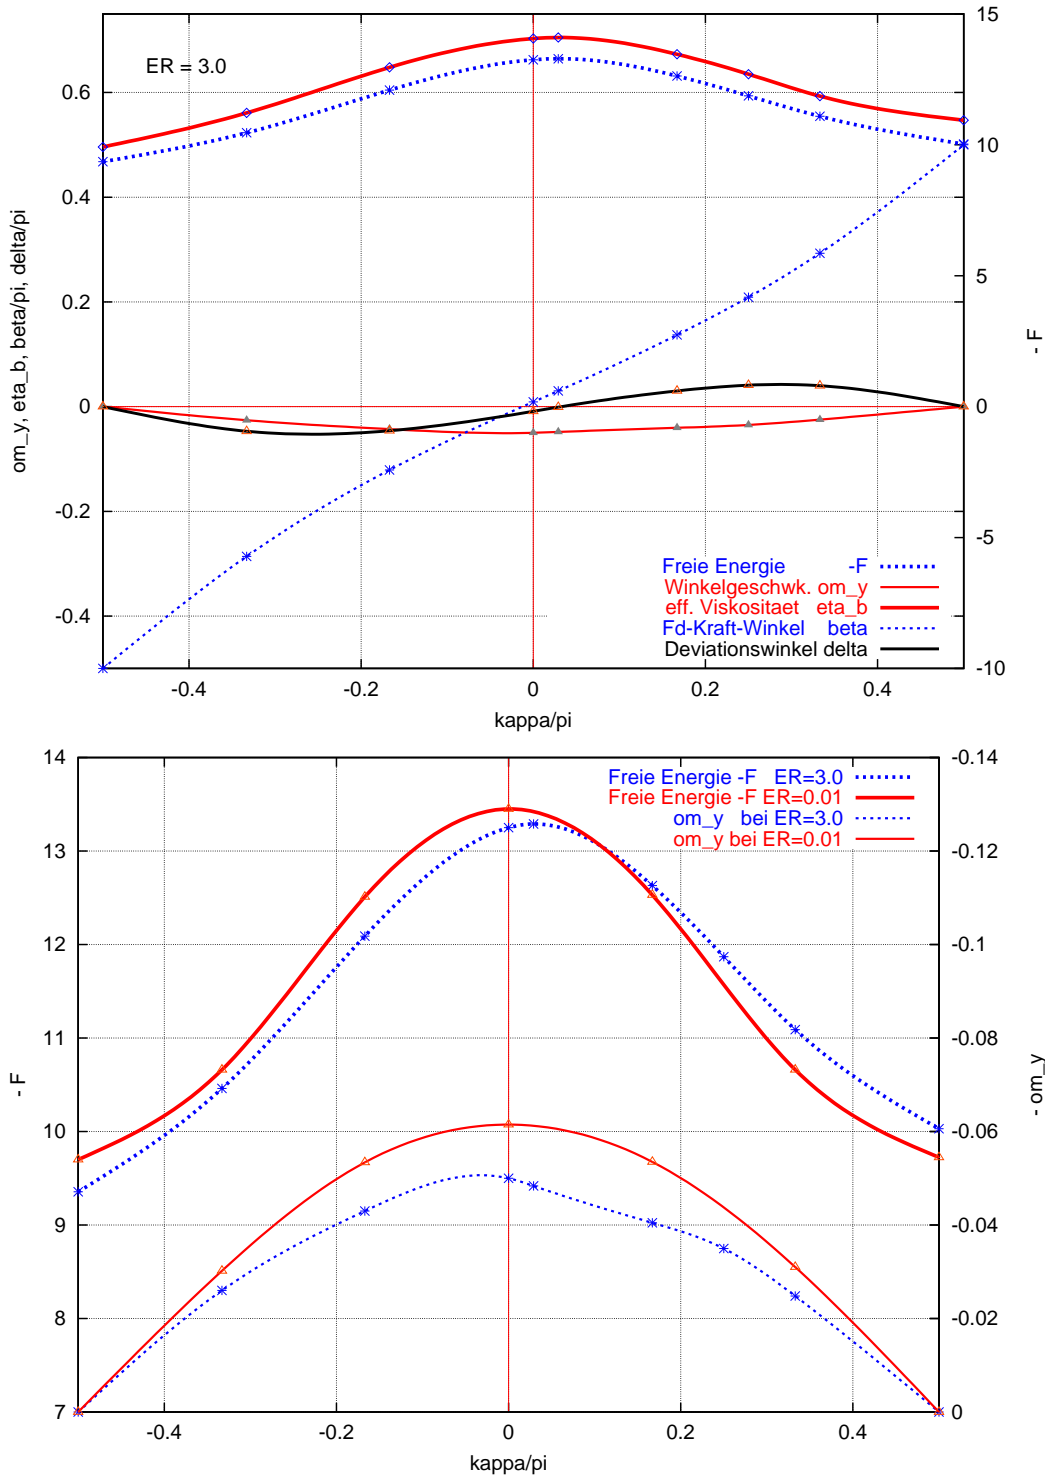 ER = 3.0
15
10
5
0
-5
-10
- F
0.6
0.4
0.2
0
-0.2
-0.4
om_y, eta_b, beta/pi, delta/pi
Freie Energie -F
Winkelgeschwk. om_y
eff. Viskositaet eta_b
Fd-Kraft-Winkel beta
Deviationswinkel delta
-0.4 -0.2 0 0.2 0.4
kappa/pi
14
13
12
11
10
9
8
7
- F
Freie Energie -F ER=3.0
Freie Energie -F ER=0.01
om_y bei ER=3.0
om_y bei ER=0.01
-0.14
-0.12
-0.1
-0.08
-0.06
-0.04
-0.02
0
- om_y
-0.4 -0.2 0 0.2 0.4
kappa/pi